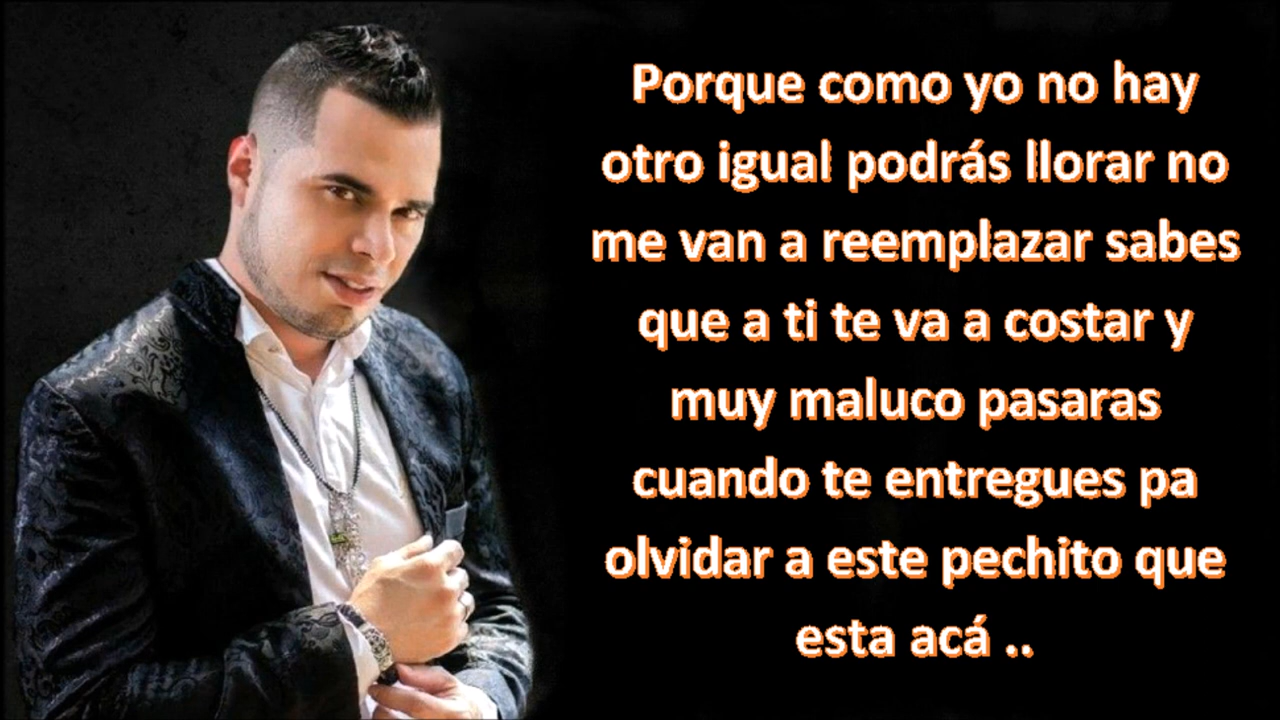 Porque como yo no hay
otro igual podrás llorar no
me van a reemplazar sabes
que a ti te va a costar y
muy maluco pasaras
cuando te entregues pa
olvidar a este pechito que
esta acá ..